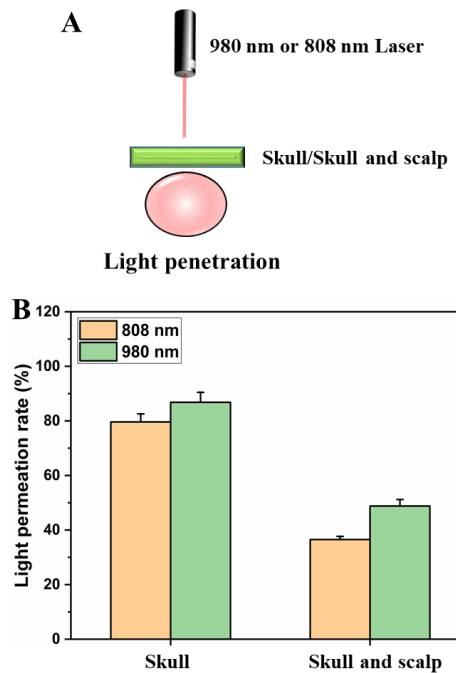 A
980 nm or 808 nm Laser
Skull/Skull and scalp
Light penetration
B
120
100
80
60
40
20
0
Light permeation rate (%)
808 nm
980 nm
Skull
Skull and scalp